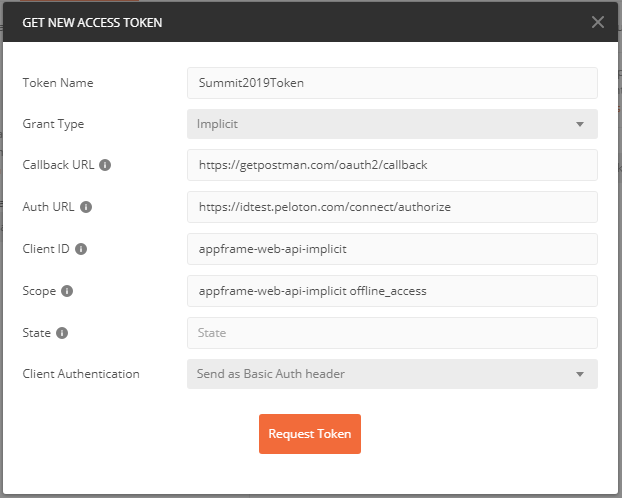 GET NEW ACCESS TOKEN
Token Name
Summit2019Token
Grant Type
Implicit
Callback URL
https://getpostman.com/oauth2/callback
Auth URL
https://idtest.peloton.com/connect/authorize
Client ID
appframe-web-api-implicit
Scope
appframe-web-api-implicit offline_access
State
State
Client Authentication
Send as Basic Auth header
Request Token